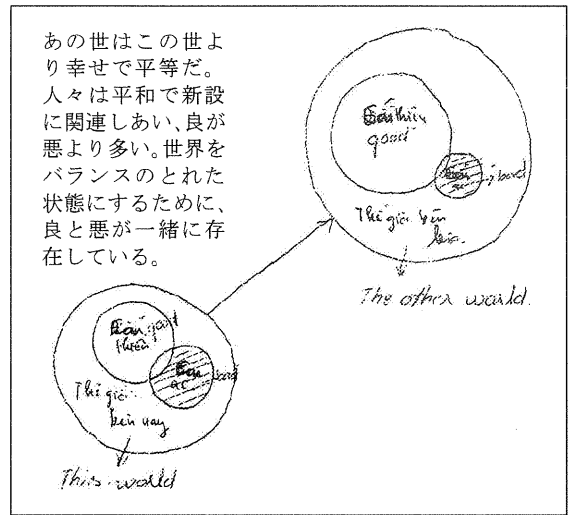 あの世はこの世よ
り幸せで平等だ。
人々は平和で新設
に関連しあい、良が
悪より多い。世界を
バランスのとれた
状態にするために、
良と悪が一緒に存
在している。
thiện
good
bad
Thế giới bên
kia
The other world.
good
thiện
ác
bad
Thế giới
bên nay
This world